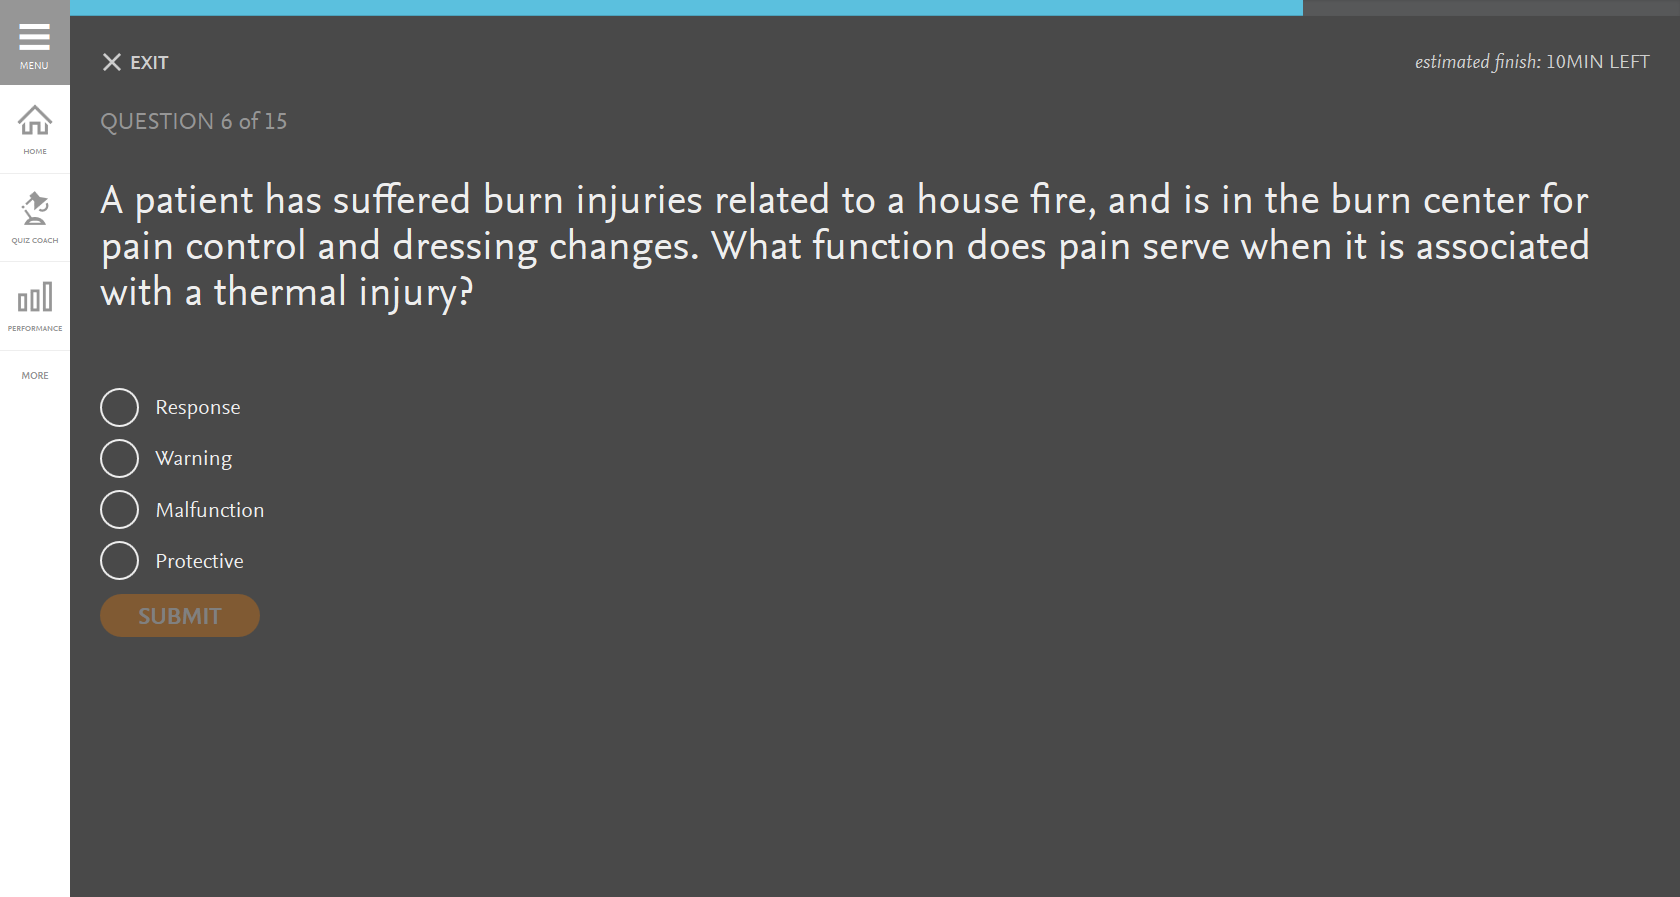 MENU
HOME
QUIZ COACH
PERFORMANCE
MORE
EXIT
estimated finish: 10MIN LEFT
QUESTION 6 of 15
A patient has suffered burn injuries related to a house fire, and is in the burn center for
pain control and dressing changes. What function does pain serve when it is associated
with a thermal injury?
Response
Warning
Malfunction
Protective
SUBMIT